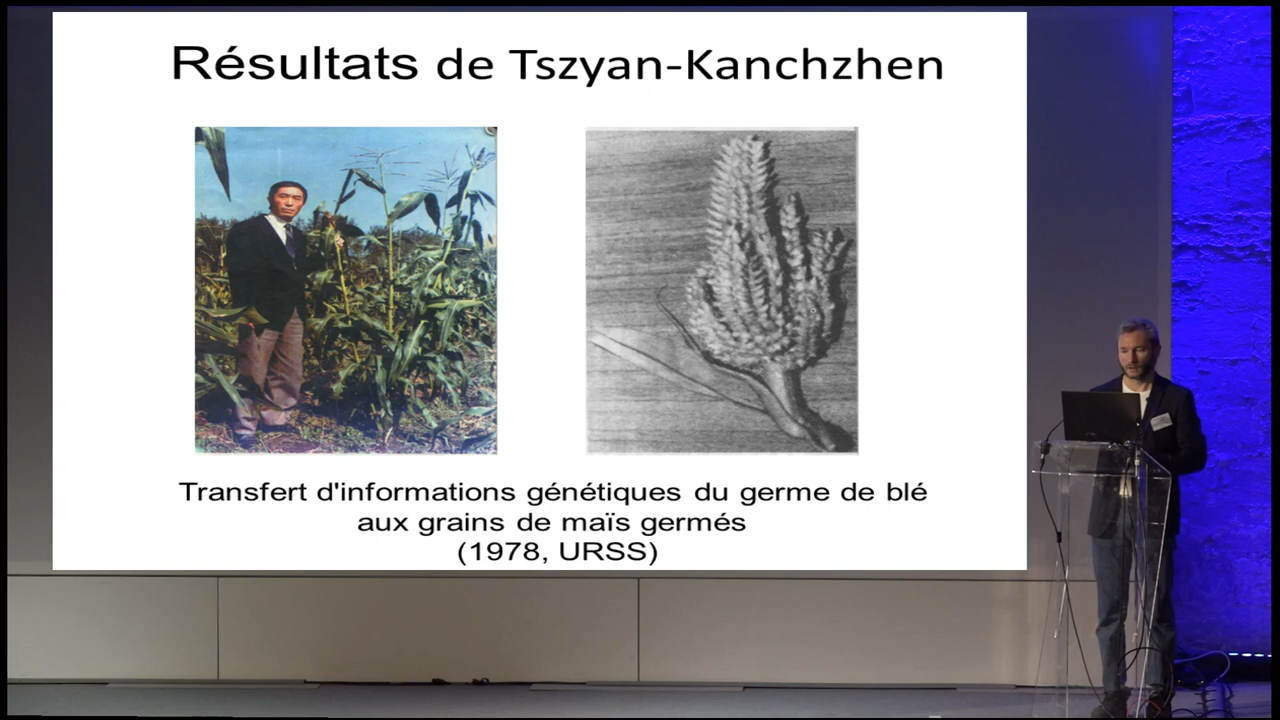 Résultats de Tszyan-Kanchzhen
Transfert d'informations génétiques du germe de blé
aux grains de maïs germés
(1978, URSS)